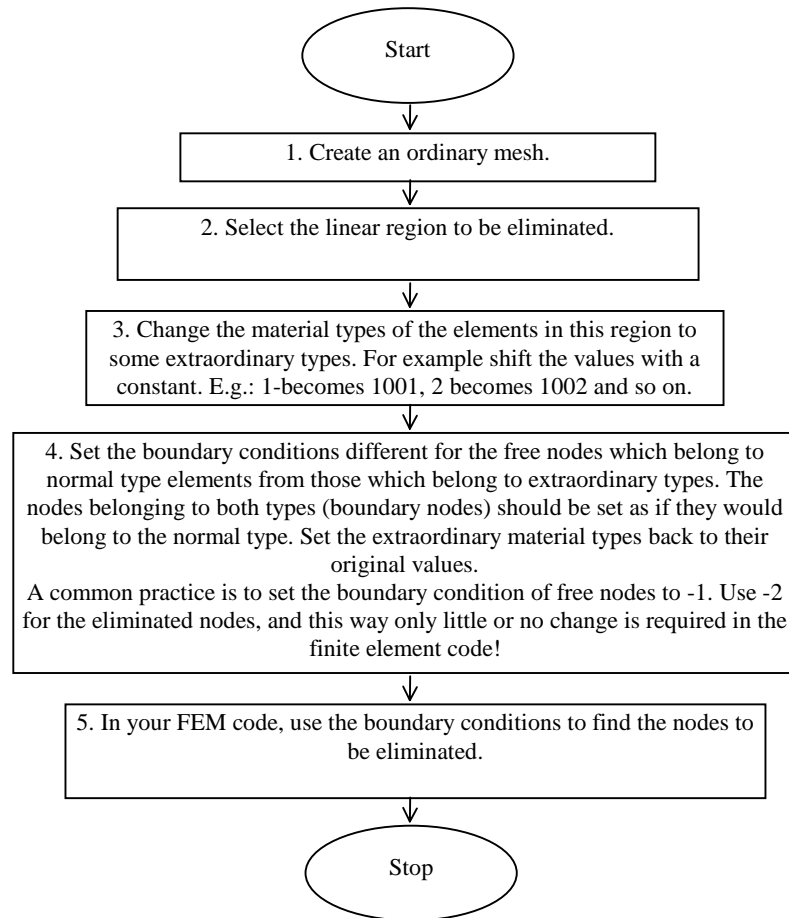 Start
1. Create an ordinary mesh.
2. Select the linear region to be eliminated.
3. Change the material types of the elements in this region to
some extraordinary types. For example shift the values with a
constant. E.g.: 1-becomes 1001, 2 becomes 1002 and so on.
4. Set the boundary conditions different for the free nodes which belong to
normal type elements from those which belong to extraordinary types. The
nodes belonging to both types (boundary nodes) should be set as if they would
belong to the normal type. Set the extraordinary material types back to their
original values.
A common practice is to set the boundary condition of free nodes to -1. Use -2
for the eliminated nodes, and this way only little or no change is required in the
finite element code!
5. In your FEM code, use the boundary conditions to find the nodes to
be eliminated.
Stop